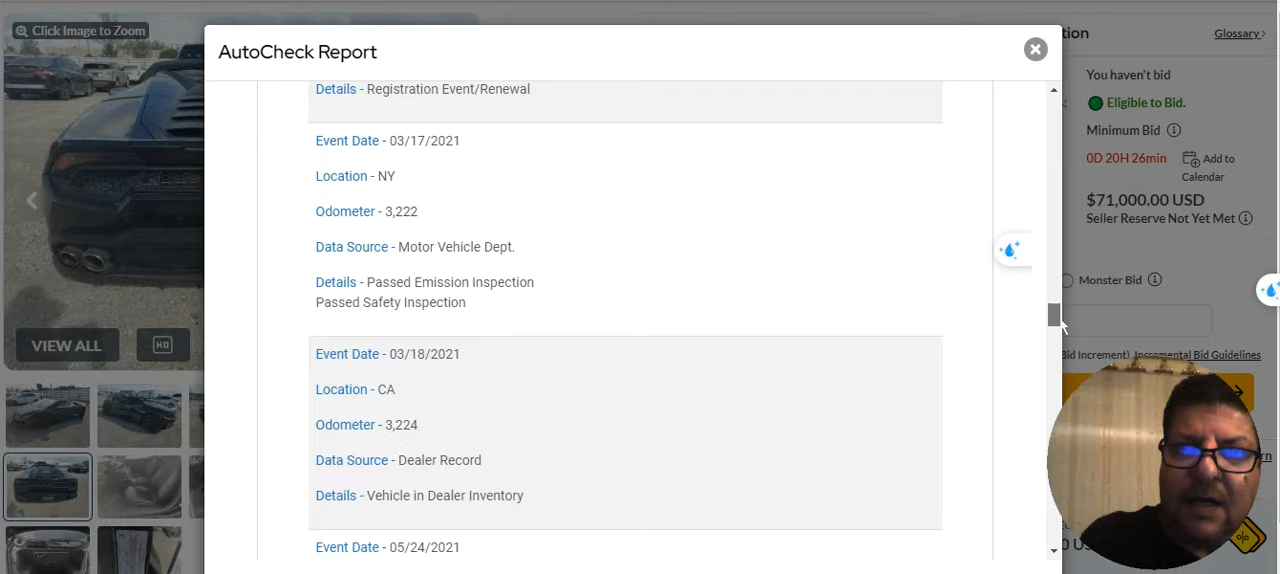 Click Image to Zoom
AutoCheck Report
Glossary>
You haven't bid
Details - Registration Event/Renewal
Eligible to Bid.
Event Date - 03/17/2021
Minimum Bid
0D 20H 26min
Add to
Calendar
Location - NY
$71,000.00 USD
Odometer - 3,222
Seller Reserve Not Yet Met
Data Source - Motor Vehicle Dept.
Details - Passed Emission Inspection
Monster Bid
Passed Safety Inspection
VIEW ALL
HD
Event Date - 03/18/2021
Bid Increment) Incremental Bid Guidelines
Location - CA
Odometer - 3,224
Data Source - Dealer Record
Details - Vehicle in Dealer Inventory
Event Date - 05/24/2021